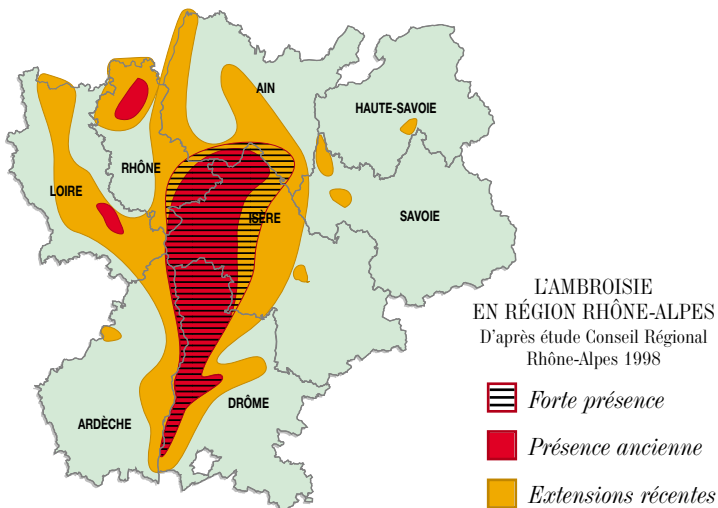 AIN
HAUTE-SAVOIE
RHÔNE
LOIRE
ISÈRE
SAVOIE
ARDÈCHE
DRÔME
L'AMBROISIE
EN RÉGION RHÔNE-ALPES
D'après étude Conseil Régional
Rhône-Alpes 1998
Forte présence
Présence ancienne
Extensions récentes